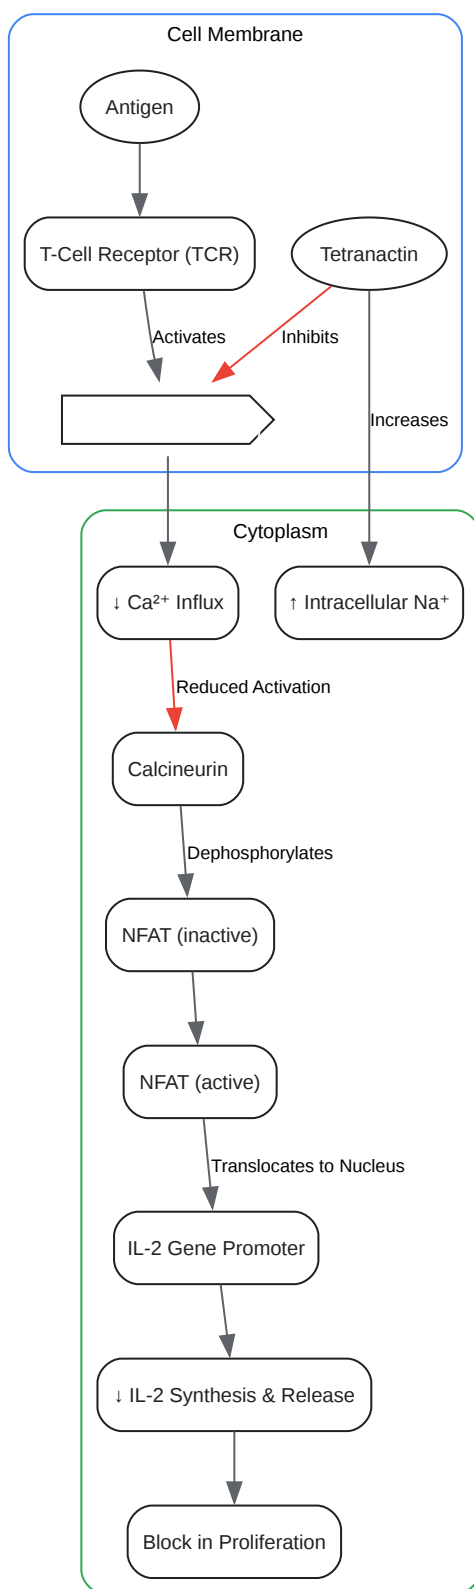 Cell Membrane
Antigen
T-Cell Receptor (TCR)
Tetranactin
Activates
Inhibits
Increases
Cytoplasm
↓ Ca²⁺ Influx
↑ Intracellular Na⁺
Reduced Activation
Calcineurin
Dephosphorylates
NFAT (inactive)
NFAT (active)
Translocates to Nucleus
IL-2 Gene Promoter
↓ IL-2 Synthesis & Release
Block in Proliferation